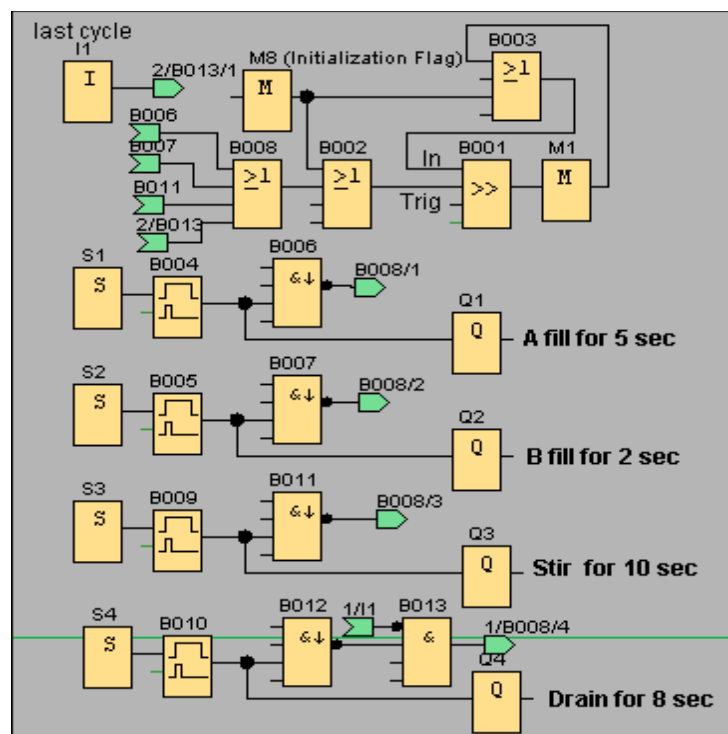 last cycle
I1
I
2/B013/1
M8 (Initialization Flag)
M
B003
≥1
B006
B007
B011
2/B013
B008
≥1
B002
≥1
In
Trig
B001
>>
M1
M
S1
S
B004
B006
&↓
B008/1
Q1
Q
A fill for 5 sec
S2
S
B005
B007
&↓
B008/2
Q2
Q
B fill for 2 sec
S3
S
B009
B011
&↓
B008/3
Q3
Q
Stir for 10 sec
S4
S
B010
B012
&↓
1/I1
B013
&
1/B008/4
Q4
Q
Drain for 8 sec